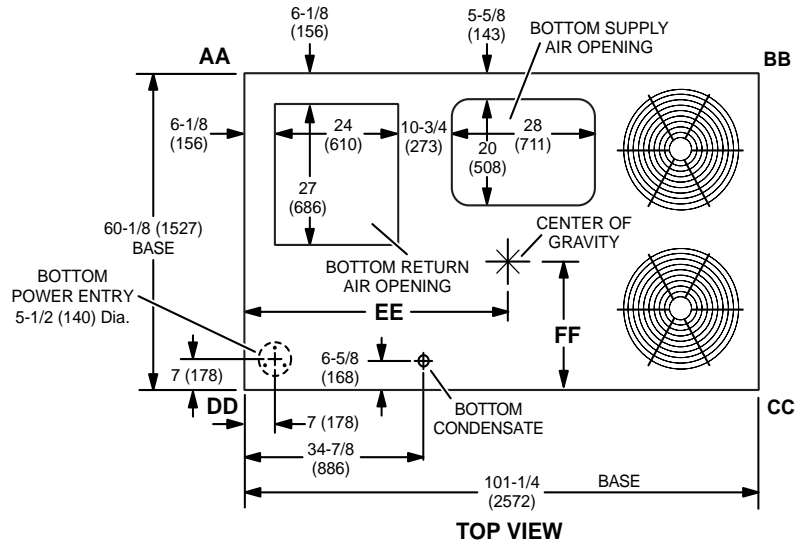 6-1/8
(156)
5-5/8
(143)
BOTTOM SUPPLY
AIR OPENING
AA
BB
6-1/8
(156)
24
(610)
10-3/4
(273)
28
(711)
20
(508)
27
(686)
60-1/8 (1527)
BASE
CENTER OF
GRAVITY
BOTTOM RETURN
AIR OPENING
BOTTOM
POWER ENTRY
5-1/2 (140) Dia.
EE
FF
7 (178)
6-5/8
(168)
DD
CC
7 (178)
BOTTOM
CONDENSATE
34-7/8
(886)
101-1/4
(2572)
BASE
TOP VIEW